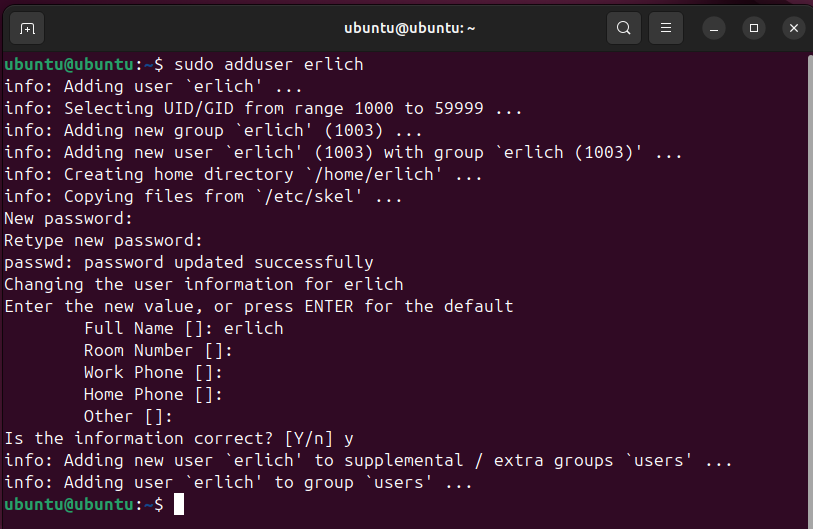 ubuntu@ubuntu: ~
ubuntu@ubuntu:~$ sudo adduser erlich
info: Adding user `erlich' ...
info: Selecting UID/GID from range 1000 to 59999 ...
info: Adding new group `erlich' (1003) ...
info: Adding new user `erlich' (1003) with group `erlich (1003)' ...
info: Creating home directory `/home/erlich' ...
info: Copying files from `/etc/skel' ...
New password:
Retype new password:
passwd: password updated successfully
Changing the user information for erlich
Enter the new value, or press ENTER for the default
        Full Name []: erlich
        Room Number []:
        Work Phone []:
        Home Phone []:
        Other []:
Is the information correct? [Y/n] y
info: Adding new user `erlich' to supplemental / extra groups `users' ...
info: Adding user `erlich' to group `users' ...
ubuntu@ubuntu:~$